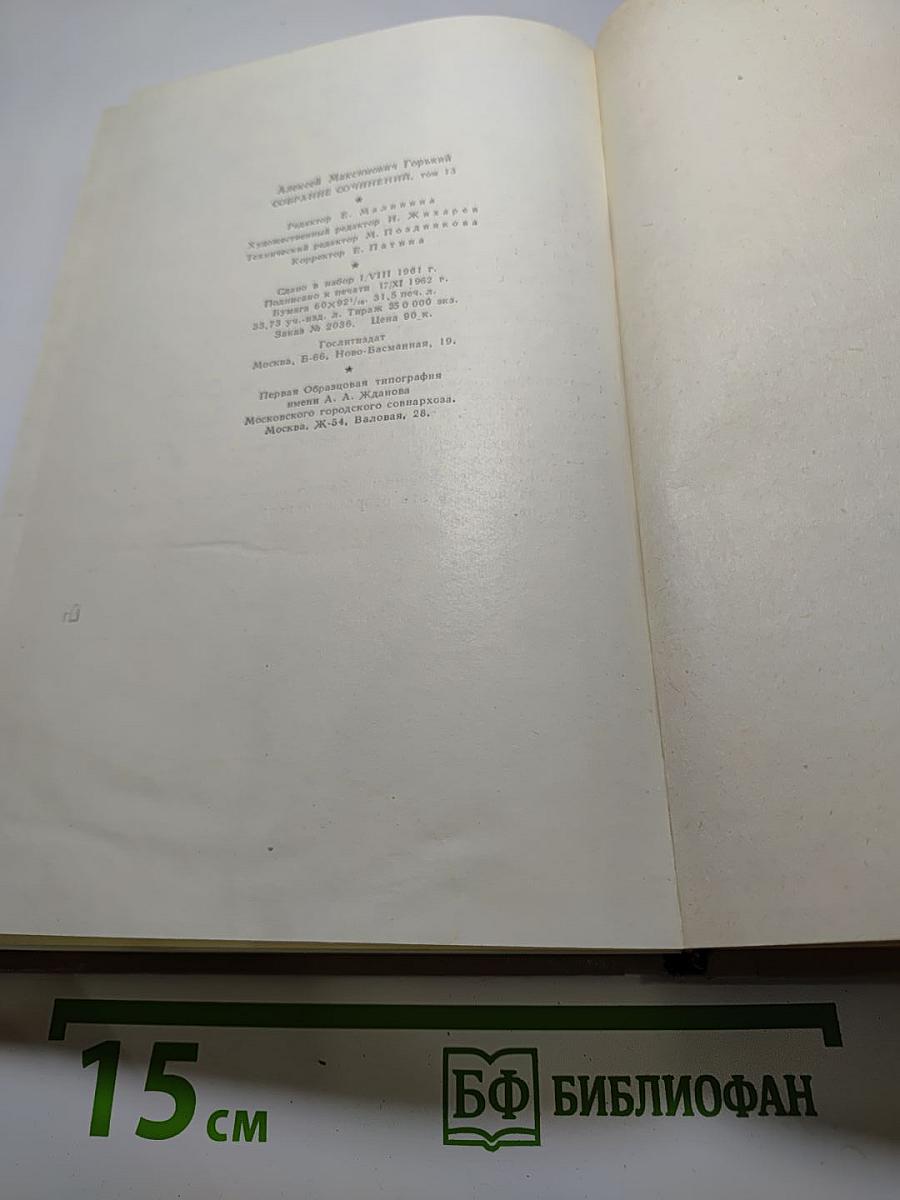 Алексей Максимович Горький
СОБРАНИЕ СОЧИНЕНИЙ, том 13
*
Редактор Е. Малинина
Художественный редактор И. Жихарев
Технический редактор М. Позднякова
Корректор Е. Патина
*
Сдано в набор 1/VIII 1961 г.
Подписано к печати 17/XI 1962 г.
Бумага 60×92¹/₁₆. 31,5 печ. л.
33,73 уч.-изд. л. Тираж 350 000 экз.
Заказ № 2036. Цена 90 к.
Гослитиздат
Москва, Б-66, Ново-Басманная, 19.
*
Первая Образцовая типография
имени А. А. Жданова
Московского городского совнархоза.
Москва, Ж-54, Валовая, 28.
15 см
БФ БИБЛИОФАН